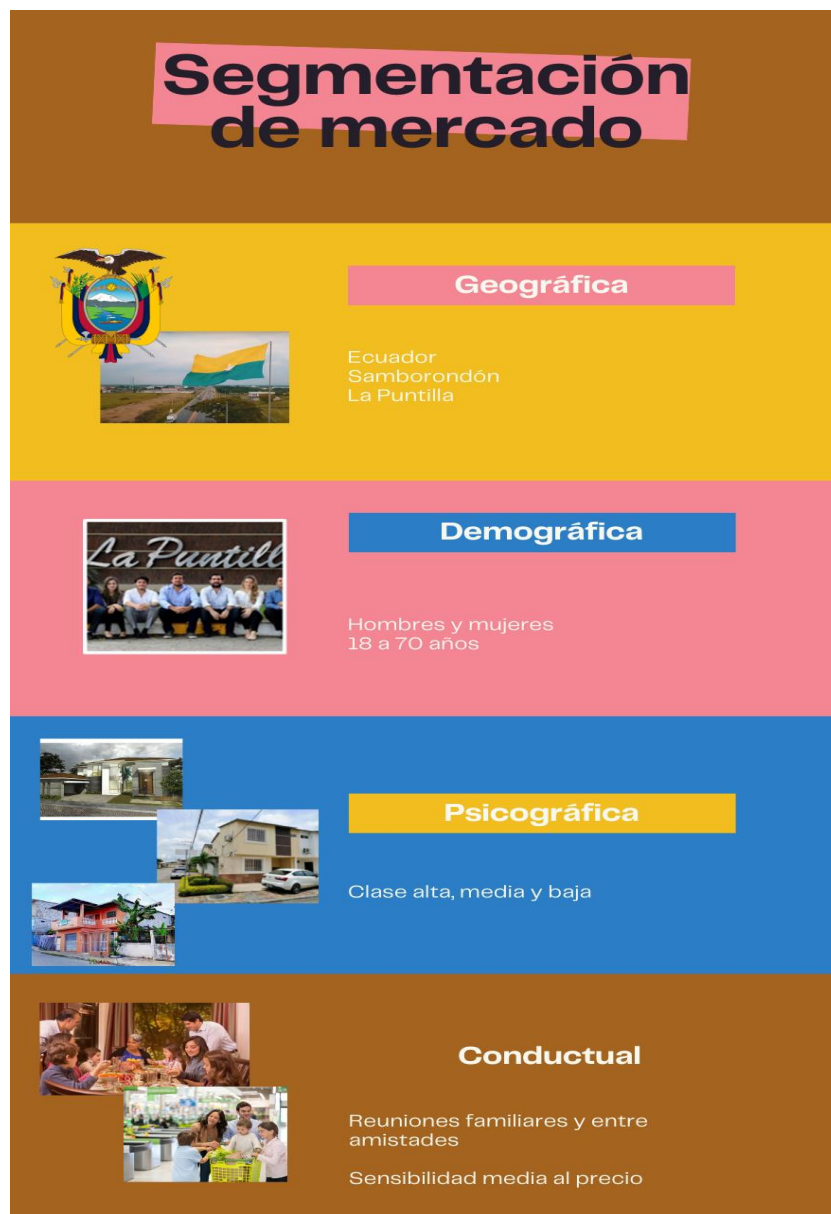 Segmentación
de mercado
Geográfica
Ecuador
Samborondón
La Puntilla
La Puntill
Demográfica
Hombres y mujeres
18 a 70 años
Psicográfica
Clase alta, media y baja
Conductual
Reuniones familiares y entre
amistades
Sensibilidad media al precio